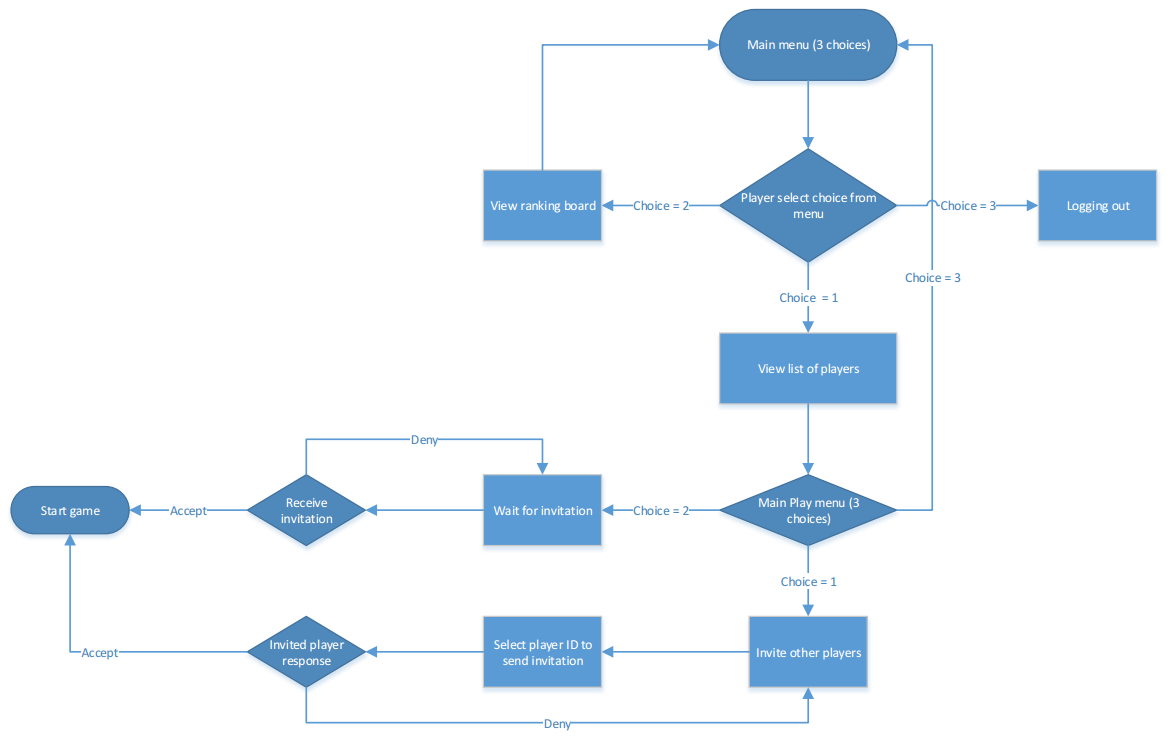 Main menu (3 choices)
Player select choice from
menu
View ranking board
Choice = 2
Choice = 3
Logging out
Choice = 3
Choice  = 1
View list of players
Deny
Start game
Accept
Receive
invitation
Wait for invitation
Choice = 2
Main Play menu (3
choices)
Choice = 1
Accept
Invited player
response
Select player ID to
send invitation
Invite other players
Deny